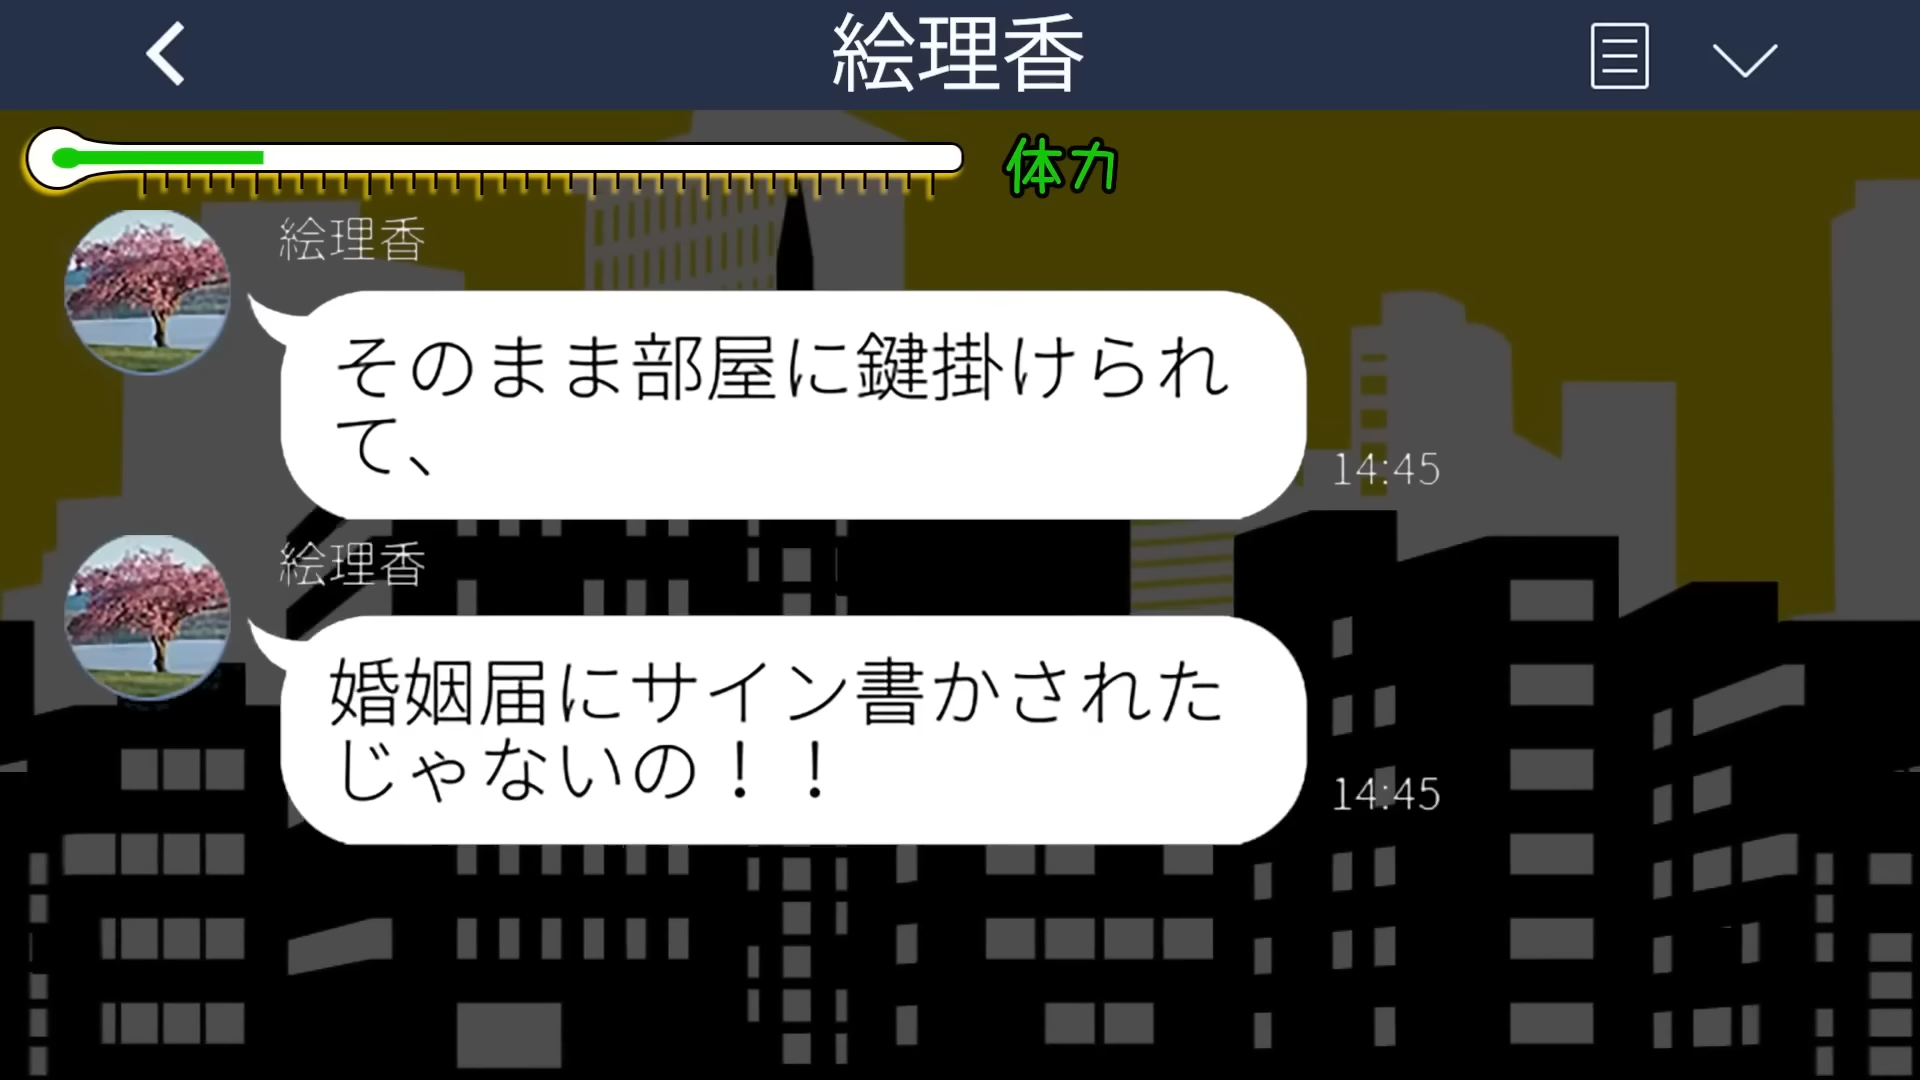 絵理香
体力
絵理香
そのまま部屋に鍵掛けられ
て、
14:45
絵理香
婚姻届にサイン書かされた
じゃないの！！
14:45